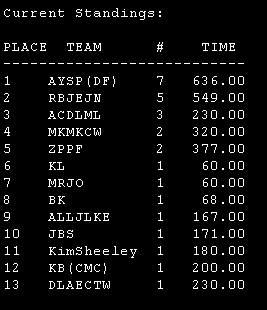 Current Standings:
PLACE TEAM # TIME
-------------------------
1 AYSP(DF) 7 636.00
2 RBJEJN 5 549.00
3 ACDLML 3 230.00
4 MKMKCW 2 320.00
5 ZPPF 2 377.00
6 KL 1 60.00
7 MRJO 1 60.00
8 BK 1 68.00
9 ALLJLKE 1 167.00
10 JBS 1 171.00
11 KimSheeley 1 180.00
12 KB(CMC) 1 200.00
13 DLAECTW 1 230.00